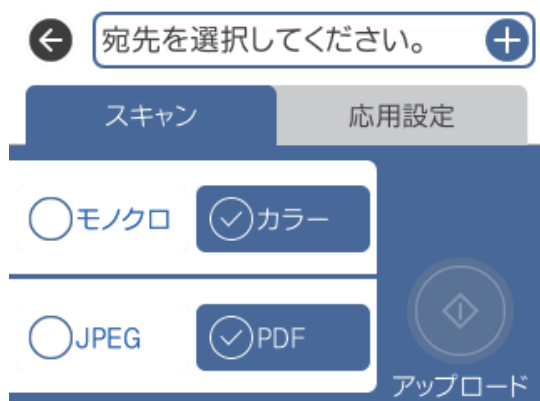 宛先を選択してください。
スキャン
応用設定
モノクロ
カラー
JPEG
PDF
アップロード